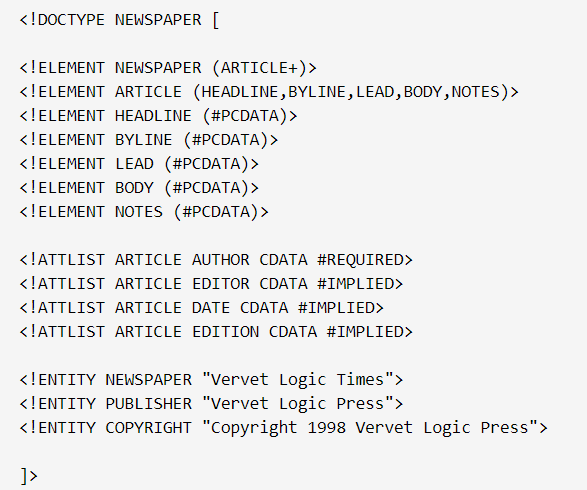 <!DOCTYPE NEWSPAPER [
<!ELEMENT NEWSPAPER (ARTICLE+)>
<!ELEMENT ARTICLE (HEADLINE,BYLINE,LEAD,BODY,NOTES)>
<!ELEMENT HEADLINE (#PCDATA)>
<!ELEMENT BYLINE (#PCDATA)>
<!ELEMENT LEAD (#PCDATA)>
<!ELEMENT BODY (#PCDATA)>
<!ELEMENT NOTES (#PCDATA)>
<!ATTLIST ARTICLE AUTHOR CDATA #REQUIRED>
<!ATTLIST ARTICLE EDITOR CDATA #IMPLIED>
<!ATTLIST ARTICLE DATE CDATA #IMPLIED>
<!ATTLIST ARTICLE EDITION CDATA #IMPLIED>
<!ENTITY NEWSPAPER "Vervet Logic Times">
<!ENTITY PUBLISHER "Vervet Logic Press">
<!ENTITY COPYRIGHT "Copyright 1998 Vervet Logic Press">
]>